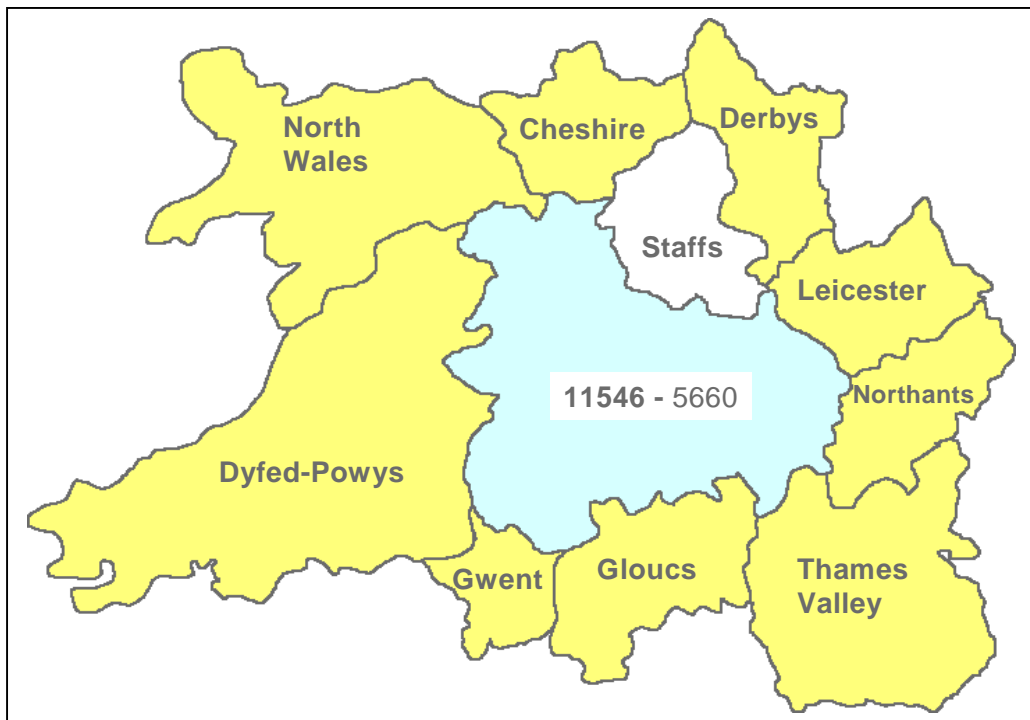 Derbys
North
Wales
Cheshire
Staffs
Leicester
11546 - 5660
Northants
Dyfed-Powys
Gwent
Gloucs
Thames
Valley